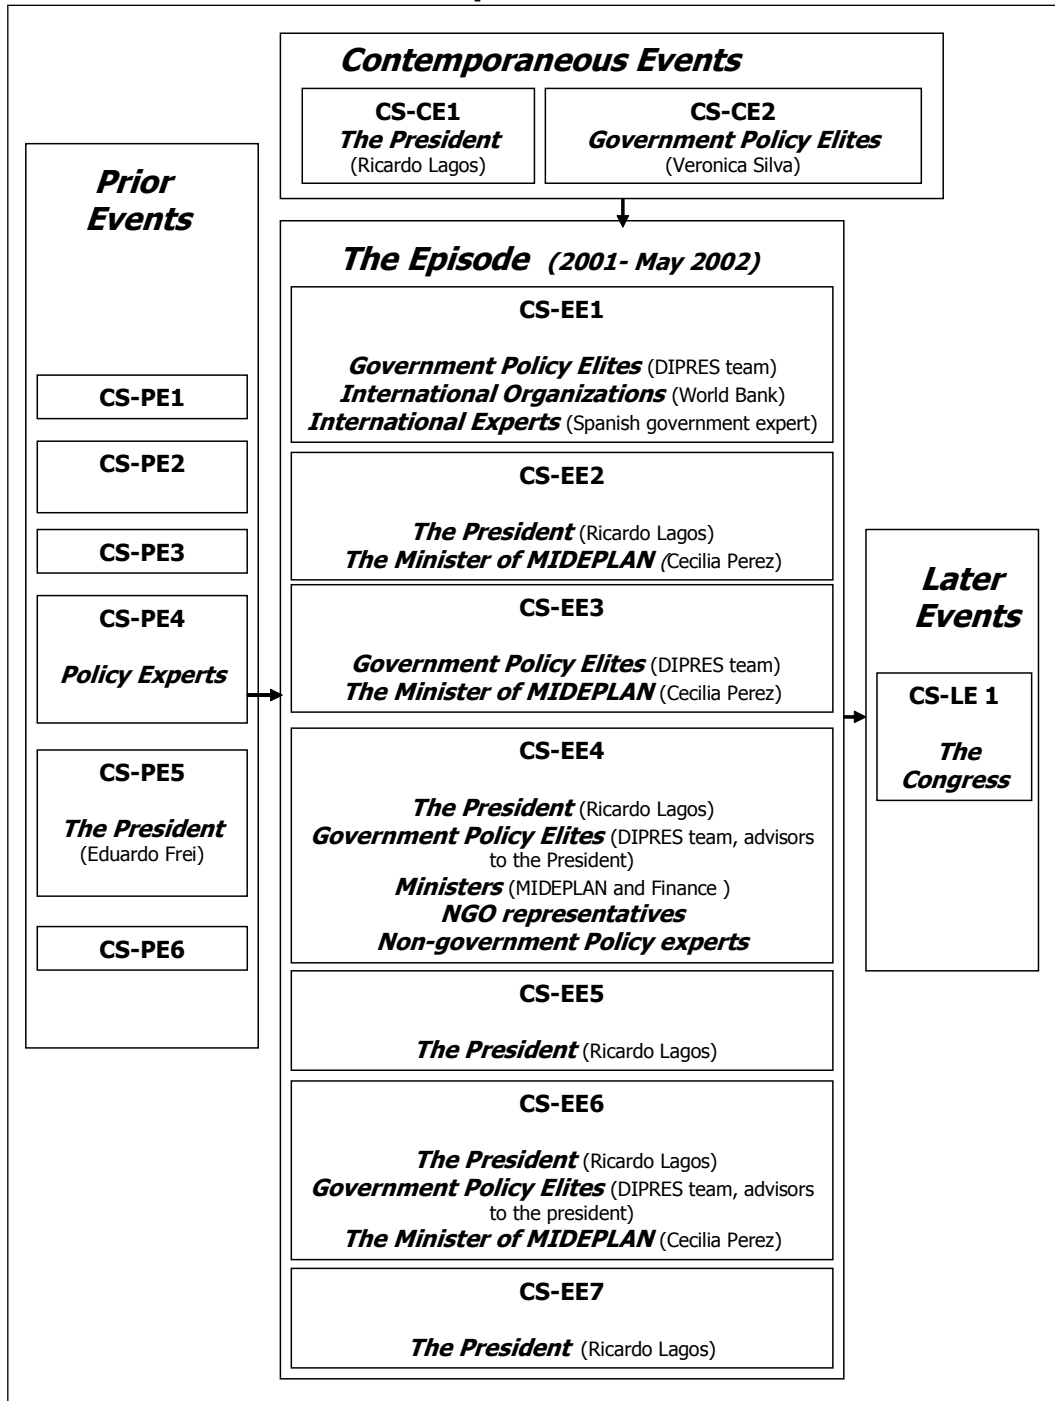 Contemporaneous Events
CS-CE1
The President
(Ricardo Lagos)
CS-CE2
Government Policy Elites
(Veronica Silva)
Prior
Events
CS-PE1
CS-PE2
CS-PE3
CS-PE4
Policy Experts
CS-PE5
The President
(Eduardo Frei)
CS-PE6
The Episode (2001- May 2002)
CS-EE1
Government Policy Elites (DIPRES team)
International Organizations (World Bank)
International Experts (Spanish government expert)
CS-EE2
The President (Ricardo Lagos)
The Minister of MIDEPLAN (Cecilia Perez)
CS-EE3
Government Policy Elites (DIPRES team)
The Minister of MIDEPLAN (Cecilia Perez)
CS-EE4
The President (Ricardo Lagos)
Government Policy Elites (DIPRES team, advisors
to the President)
Ministers (MIDEPLAN and Finance )
NGO representatives
Non-government Policy experts
CS-EE5
The President (Ricardo Lagos)
CS-EE6
The President (Ricardo Lagos)
Government Policy Elites (DIPRES team, advisors
to the president)
The Minister of MIDEPLAN (Cecilia Perez)
CS-EE7
The President (Ricardo Lagos)
Later
Events
CS-LE 1
The
Congress